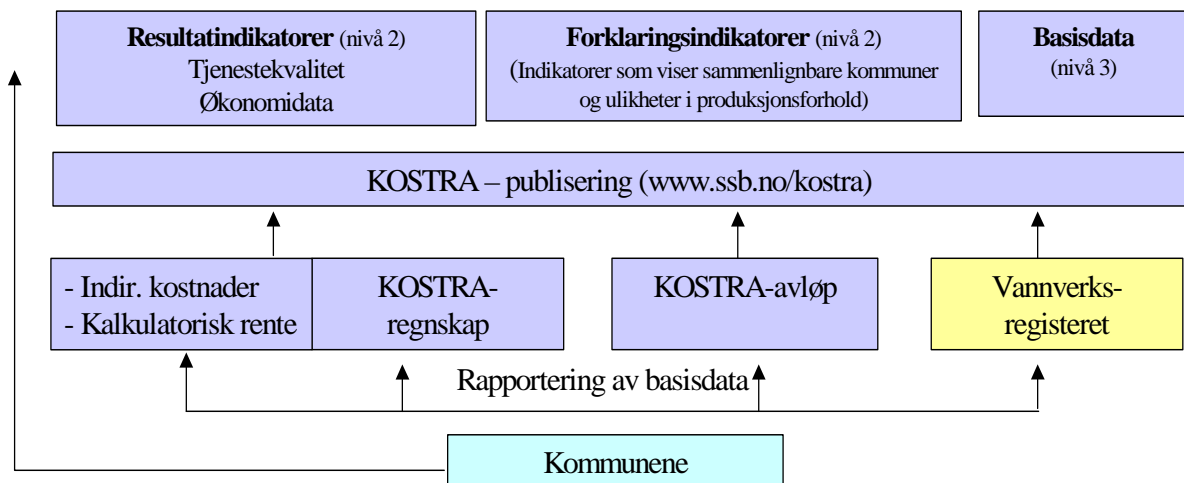 Resultatindikatorer (nivå 2)
Tjenestekvalitet
Økonomidata
Forklaringsindikatorer (nivå 2)
(Indikatorer som viser sammenlignbare kommuner
og ulikheter i produksjonsforhold)
Basisdata
(nivå 3)
KOSTRA – publisering (www.ssb.no/kostra)
- Indir. kostnader
- Kalkulatorisk rente
KOSTRA-
regnskap
KOSTRA-avløp
Vannverks-
registeret
Rapportering av basisdata
Kommunene